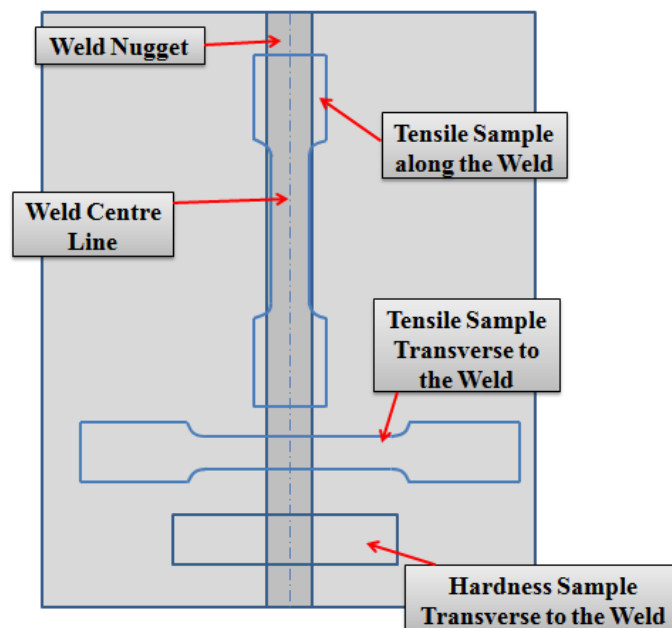 Weld Nugget
Tensile Sample
along the Weld
Weld Centre
Line
Tensile Sample
Transverse to
the Weld
Hardness Sample
Transverse to the Weld